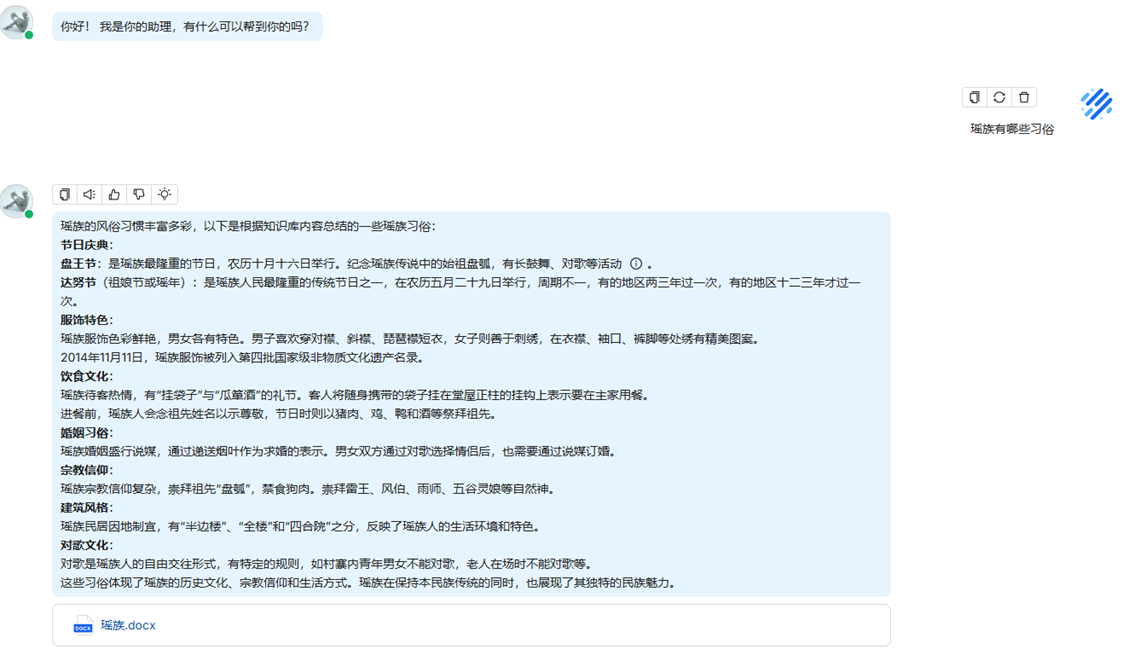 你好！ 我是你的助理，有什么可以帮到你的吗？
瑶族有哪些习俗
瑶族的风俗习惯丰富多彩，以下是根据知识库内容总结的一些瑶族习俗：
节日庆典：
盘王节：是瑶族最隆重的节日，农历十月十六日举行。纪念瑶族传说中的始祖盘瓠，有长鼓舞、对歌等活动 。
达努节（祖娘节或瑶年）：是瑶族人民最隆重的传统节日之一，在农历五月二十九日举行，周期不一，有的地区两三年过一次，有的地区十二三年才过一
次。
服饰特色：
瑶族服饰色彩鲜艳，男女各有特色。男子喜欢穿对襟、斜襟、琵琶襟短衣，女子则善于刺绣，在衣襟、袖口、裤脚等处绣有精美图案。
2014年11月11日，瑶族服饰被列入第四批国家级非物质文化遗产名录。
饮食文化：
瑶族待客热情，有“挂袋子”与“瓜箪酒”的礼节。客人将随身携带的袋子挂在堂屋正柱的挂钩上表示要在主家用餐。
进餐前，瑶族人会念祖先姓名以示尊敬，节日时则以猪肉、鸡、鸭和酒等祭拜祖先。
婚姻习俗：
瑶族婚姻盛行说媒，通过递送烟叶作为求婚的表示。男女双方通过对歌选择情侣后，也需要通过说媒订婚。
宗教信仰：
瑶族宗教信仰复杂，崇拜祖先“盘瓠”，禁食狗肉。崇拜雷王、风伯、雨师、五谷灵娘等自然神。
建筑风格：
瑶族民居因地制宜，有“半边楼”、“全楼”和“四合院”之分，反映了瑶族人的生活环境和特色。
对歌文化：
对歌是瑶族人的自由交往形式，有特定的规则，如村寨内青年男女不能对歌，老人在场时不能对歌等。
这些习俗体现了瑶族的历史文化、宗教信仰和生活方式。瑶族在保持本民族传统的同时，也展现了其独特的民族魅力。
DOCX 瑶族.docx